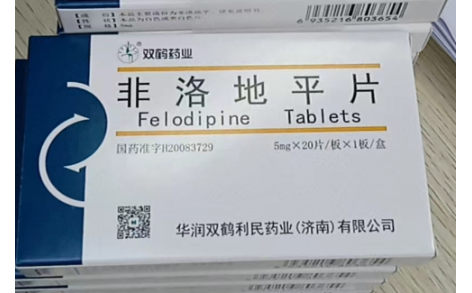 6935216803654
5mg
双鹤药业
非洛地平片
Felodipine Tablets
国药准字H20083729
5mg×20片/板×1板/盒
华润双鹤利民药业(济南)有限公司